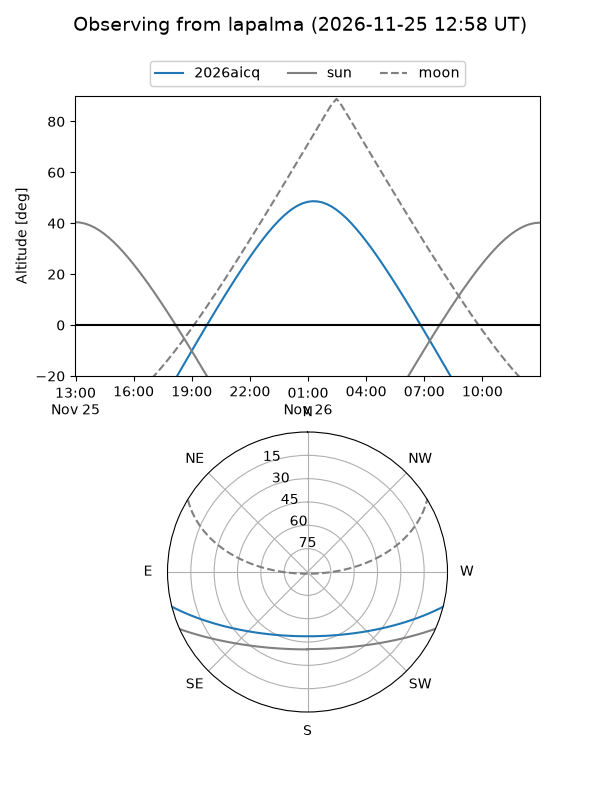 Observing from lapalma (2026-11-25 12:58 UT)
2026aicq sun moon
Altitude [deg]
80
60
40
20
0
−20
13:00 16:00 19:00 22:00 01:00 04:00 07:00 10:00
Nov 25 Nov 26
N
NE NW
15
30
45
60
75
E W
SE SW
S